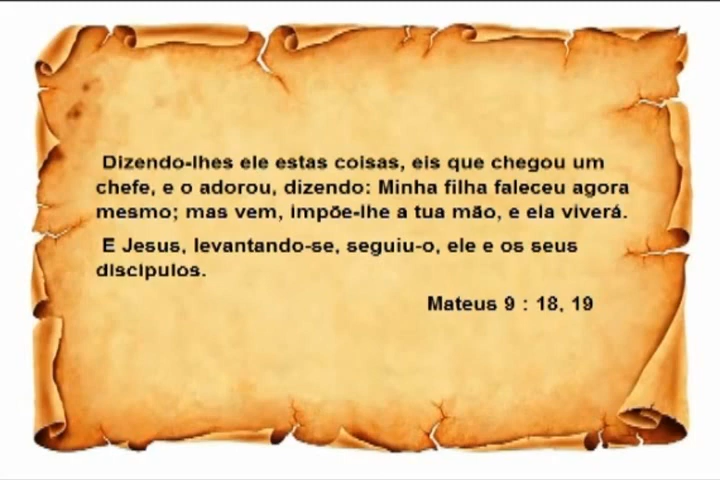 Dizendo-lhes ele estas coisas, eis que chegou um
chefe, e o adorou, dizendo: Minha filha faleceu agora
mesmo; mas vem, impõe-lhe a tua mão, e ela viverá.
E Jesus, levantando-se, seguiu-o, ele e os seus
discípulos.
Mateus 9 : 18, 19